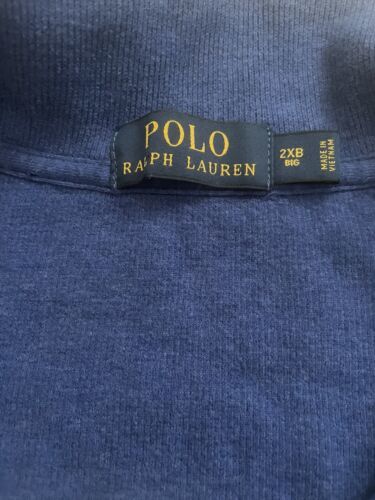 POLO
RALPH LAUREN
2XB
BIG
MADE IN
VIETNAM